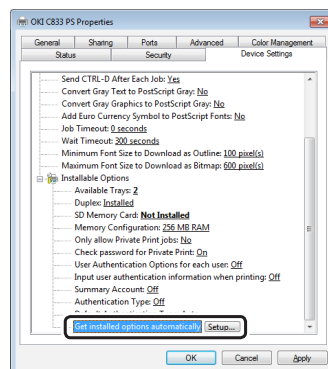 OKI C833 PS Properties
General Sharing Ports Advanced Color Management
Status Security Device Settings
Send CTRL-D After Each Job: Yes
Convert Gray Text to PostScript Gray: No
Convert Gray Graphics to PostScript Gray: No
Add Euro Currency Symbol to PostScript Fonts: No
Job Timeout: 0 seconds
Wait Timeout: 300 seconds
Minimum Font Size to Download as Outline: 100 pixel(s)
Maximum Font Size to Download as Bitmap: 600 pixel(s)
Installable Options
Available Trays: 2
Duplex: Installed
SD Memory Card: Not Installed
Memory Configuration: 256 MB RAM
Only allow Private Print jobs: No
Check password for Private Print: On
User Authentication Options for each user: Off
Input user authentication information when printing: Off
Summary Account: Off
Authentication Type: Off
Get installed options automatically Setup...
OK Cancel Apply